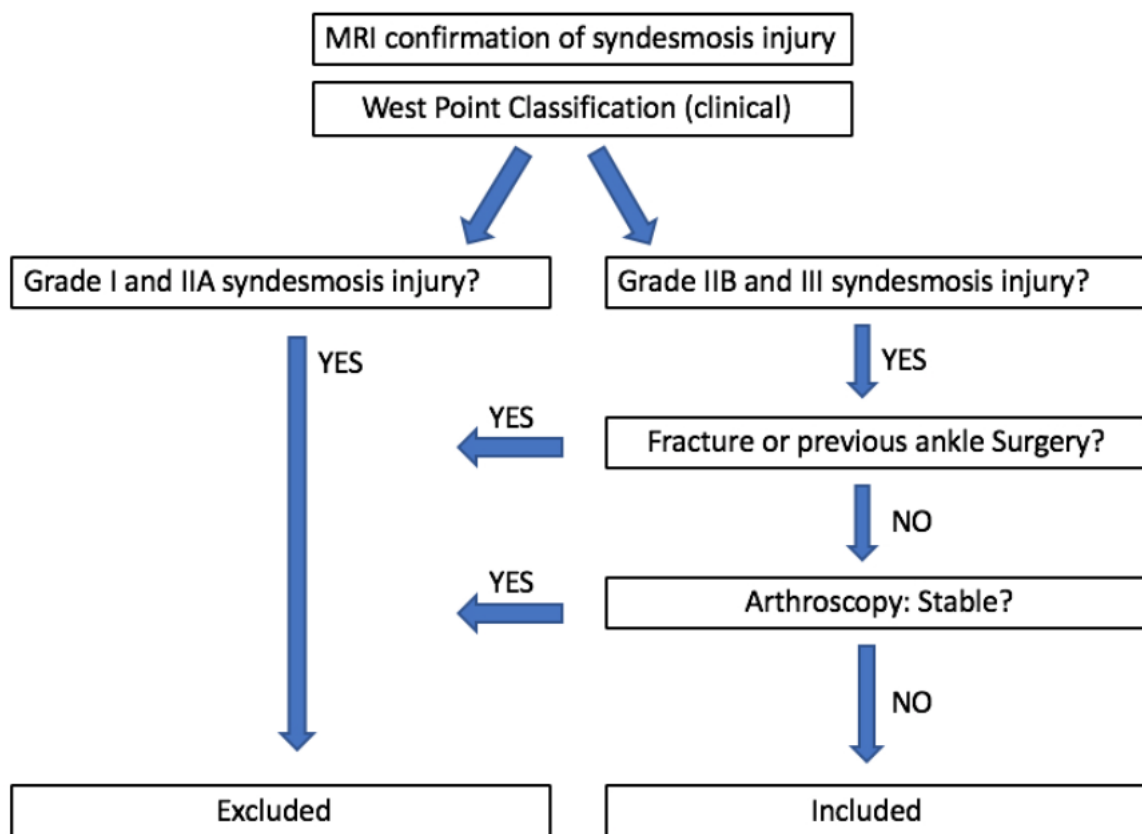 MRI confirmation of syndesmosis injury
West Point Classification (clinical)
Grade I and IIA syndesmosis injury?
Grade IIB and III syndesmosis injury?
YES
YES
YES
Fracture or previous ankle Surgery?
NO
YES
Arthroscopy: Stable?
NO
Excluded
Included